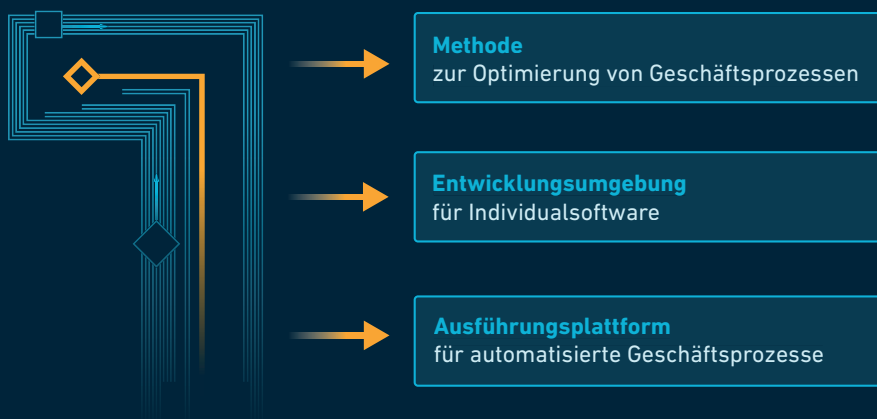 Methode
zur Optimierung von Geschäftsprozessen
Entwicklungsumgebung
für Individualsoftware
Ausführungsplattform
für automatisierte Geschäftsprozesse